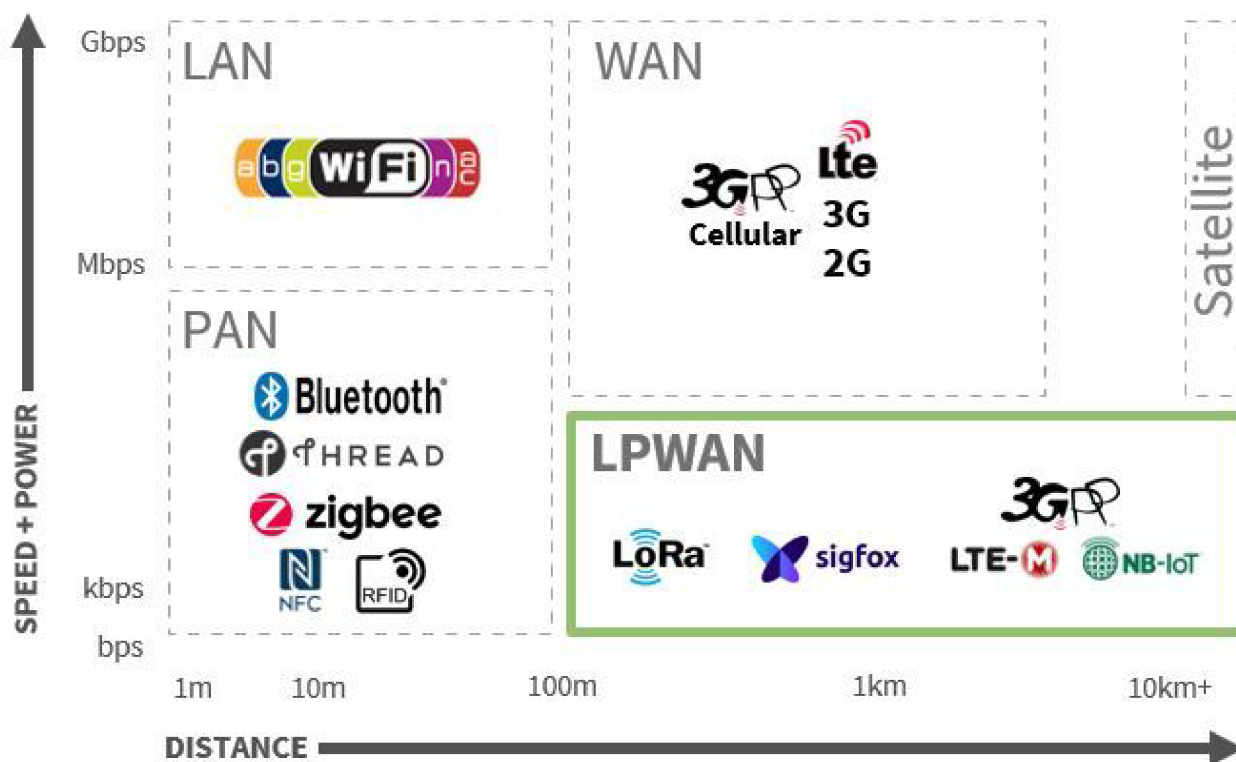 Gbps
LAN
WAN
a b g WiFi n ac
Lte
3GPP
Cellular
3G
2G
Satellite
Mbps
PAN
Bluetooth
THREAD
zigbee
NFC
RFID
kbps
bps
LPWAN
LoRa
sigfox
3GPP
LTE-M
NB-IoT
SPEED + POWER
1m
10m
100m
1km
10km+
DISTANCE